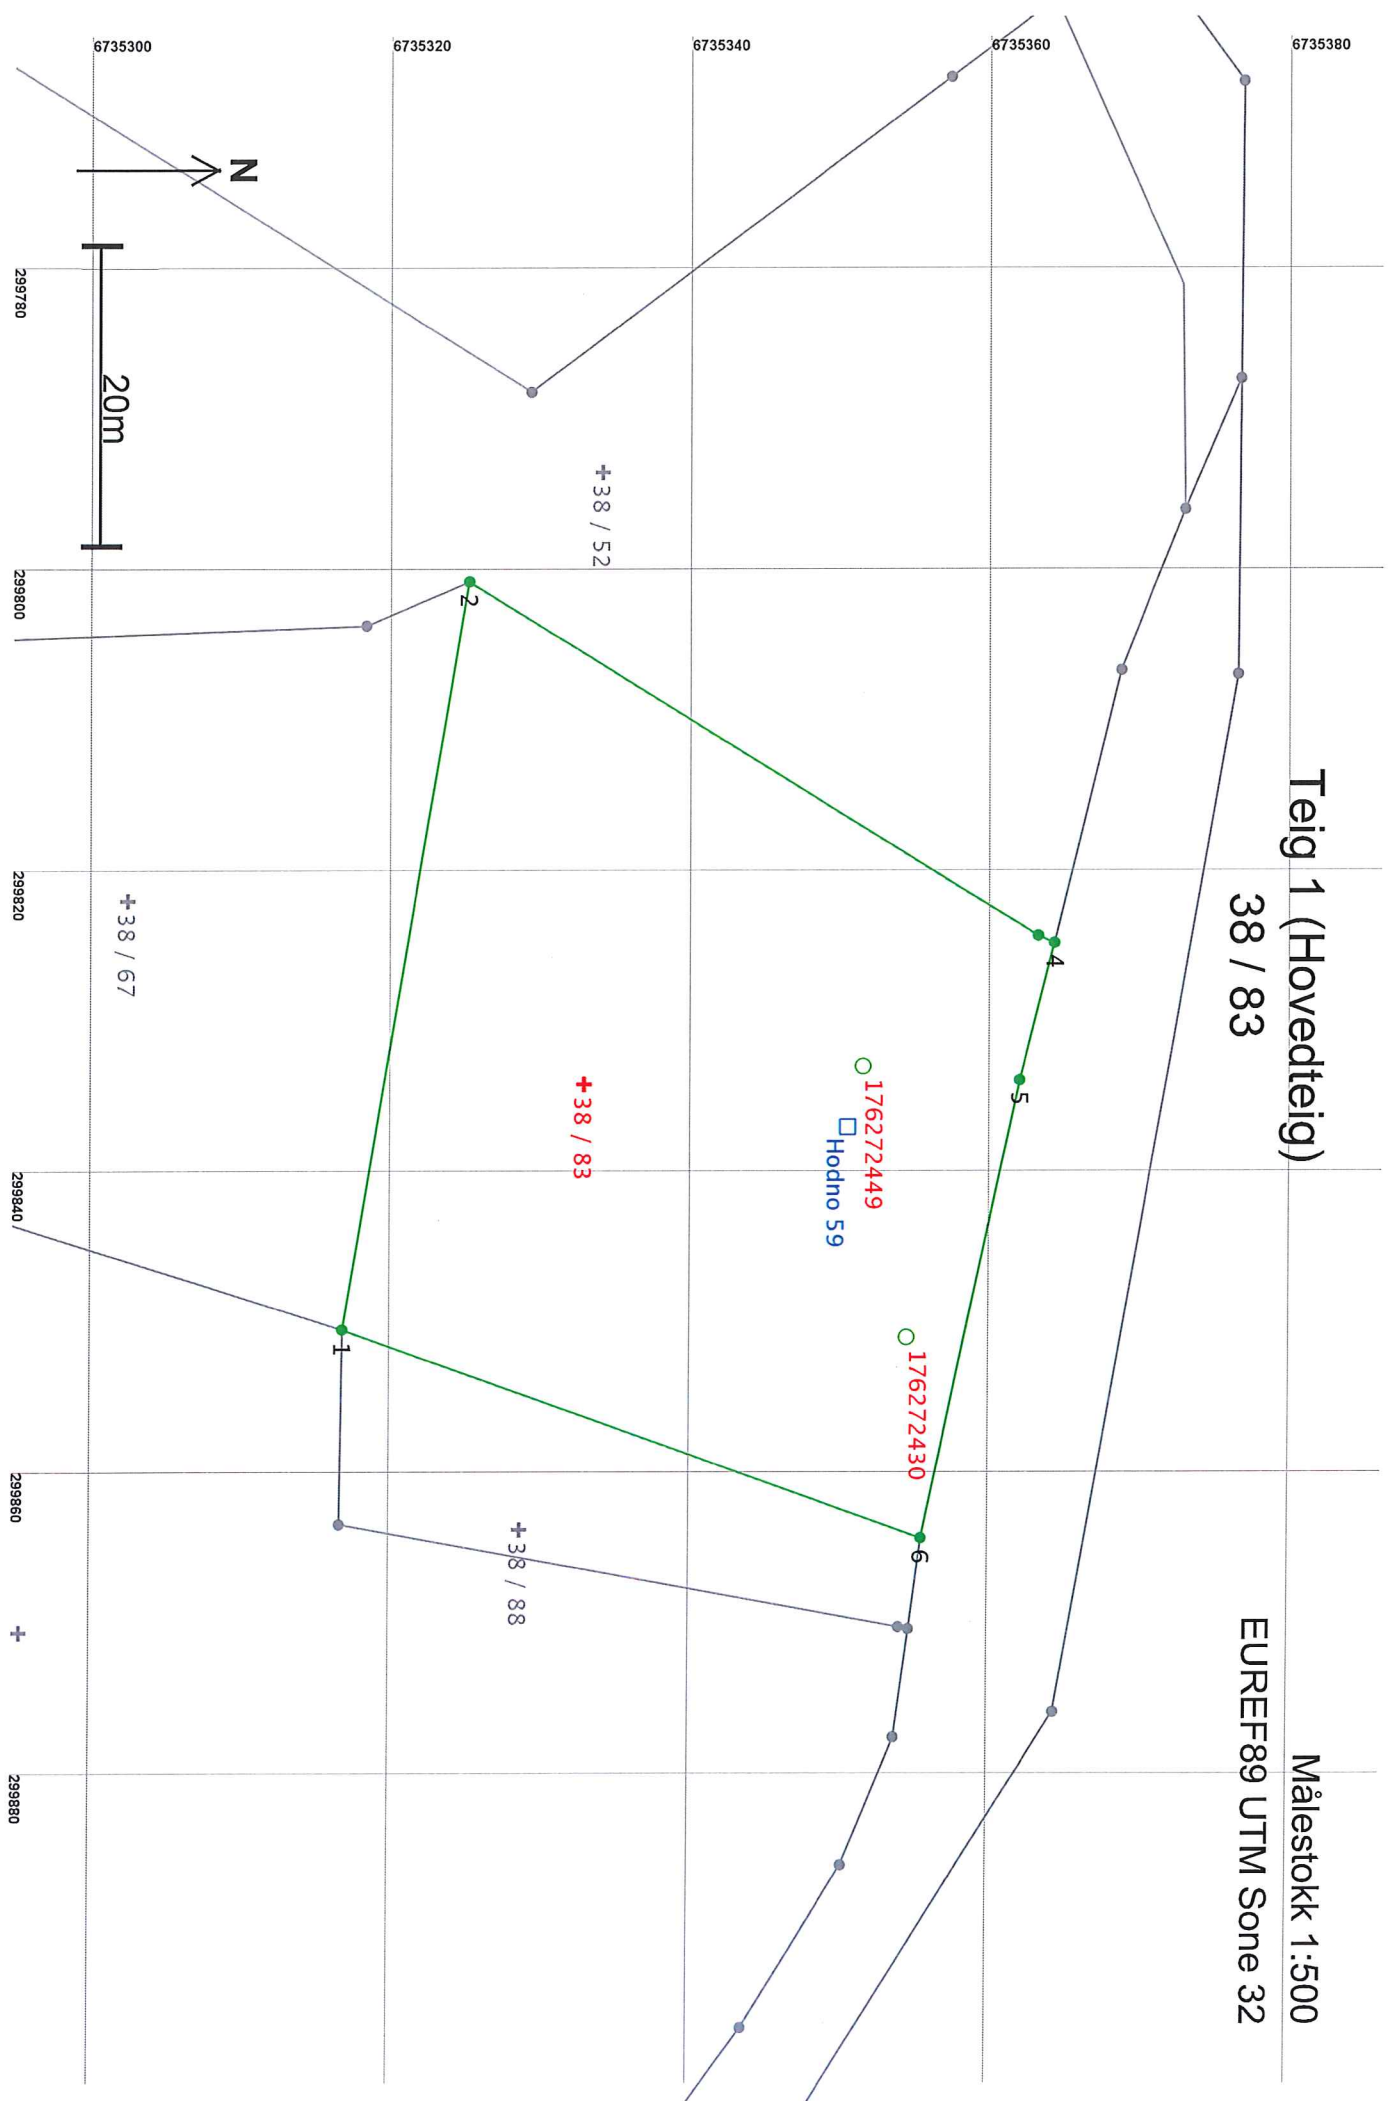 Teig 1 (Hovedteig)
38 / 83
Målestokk 1:500
EUREF89 UTM Sone 32
6735380
6735360
6735340
6735320
6735300
N
20m
299780
299800
299820
299840
299860
299880
38 / 52
2
4
5
176272449
Hodno 59
38 / 83
38 / 67
1
176272430
6
38 / 88